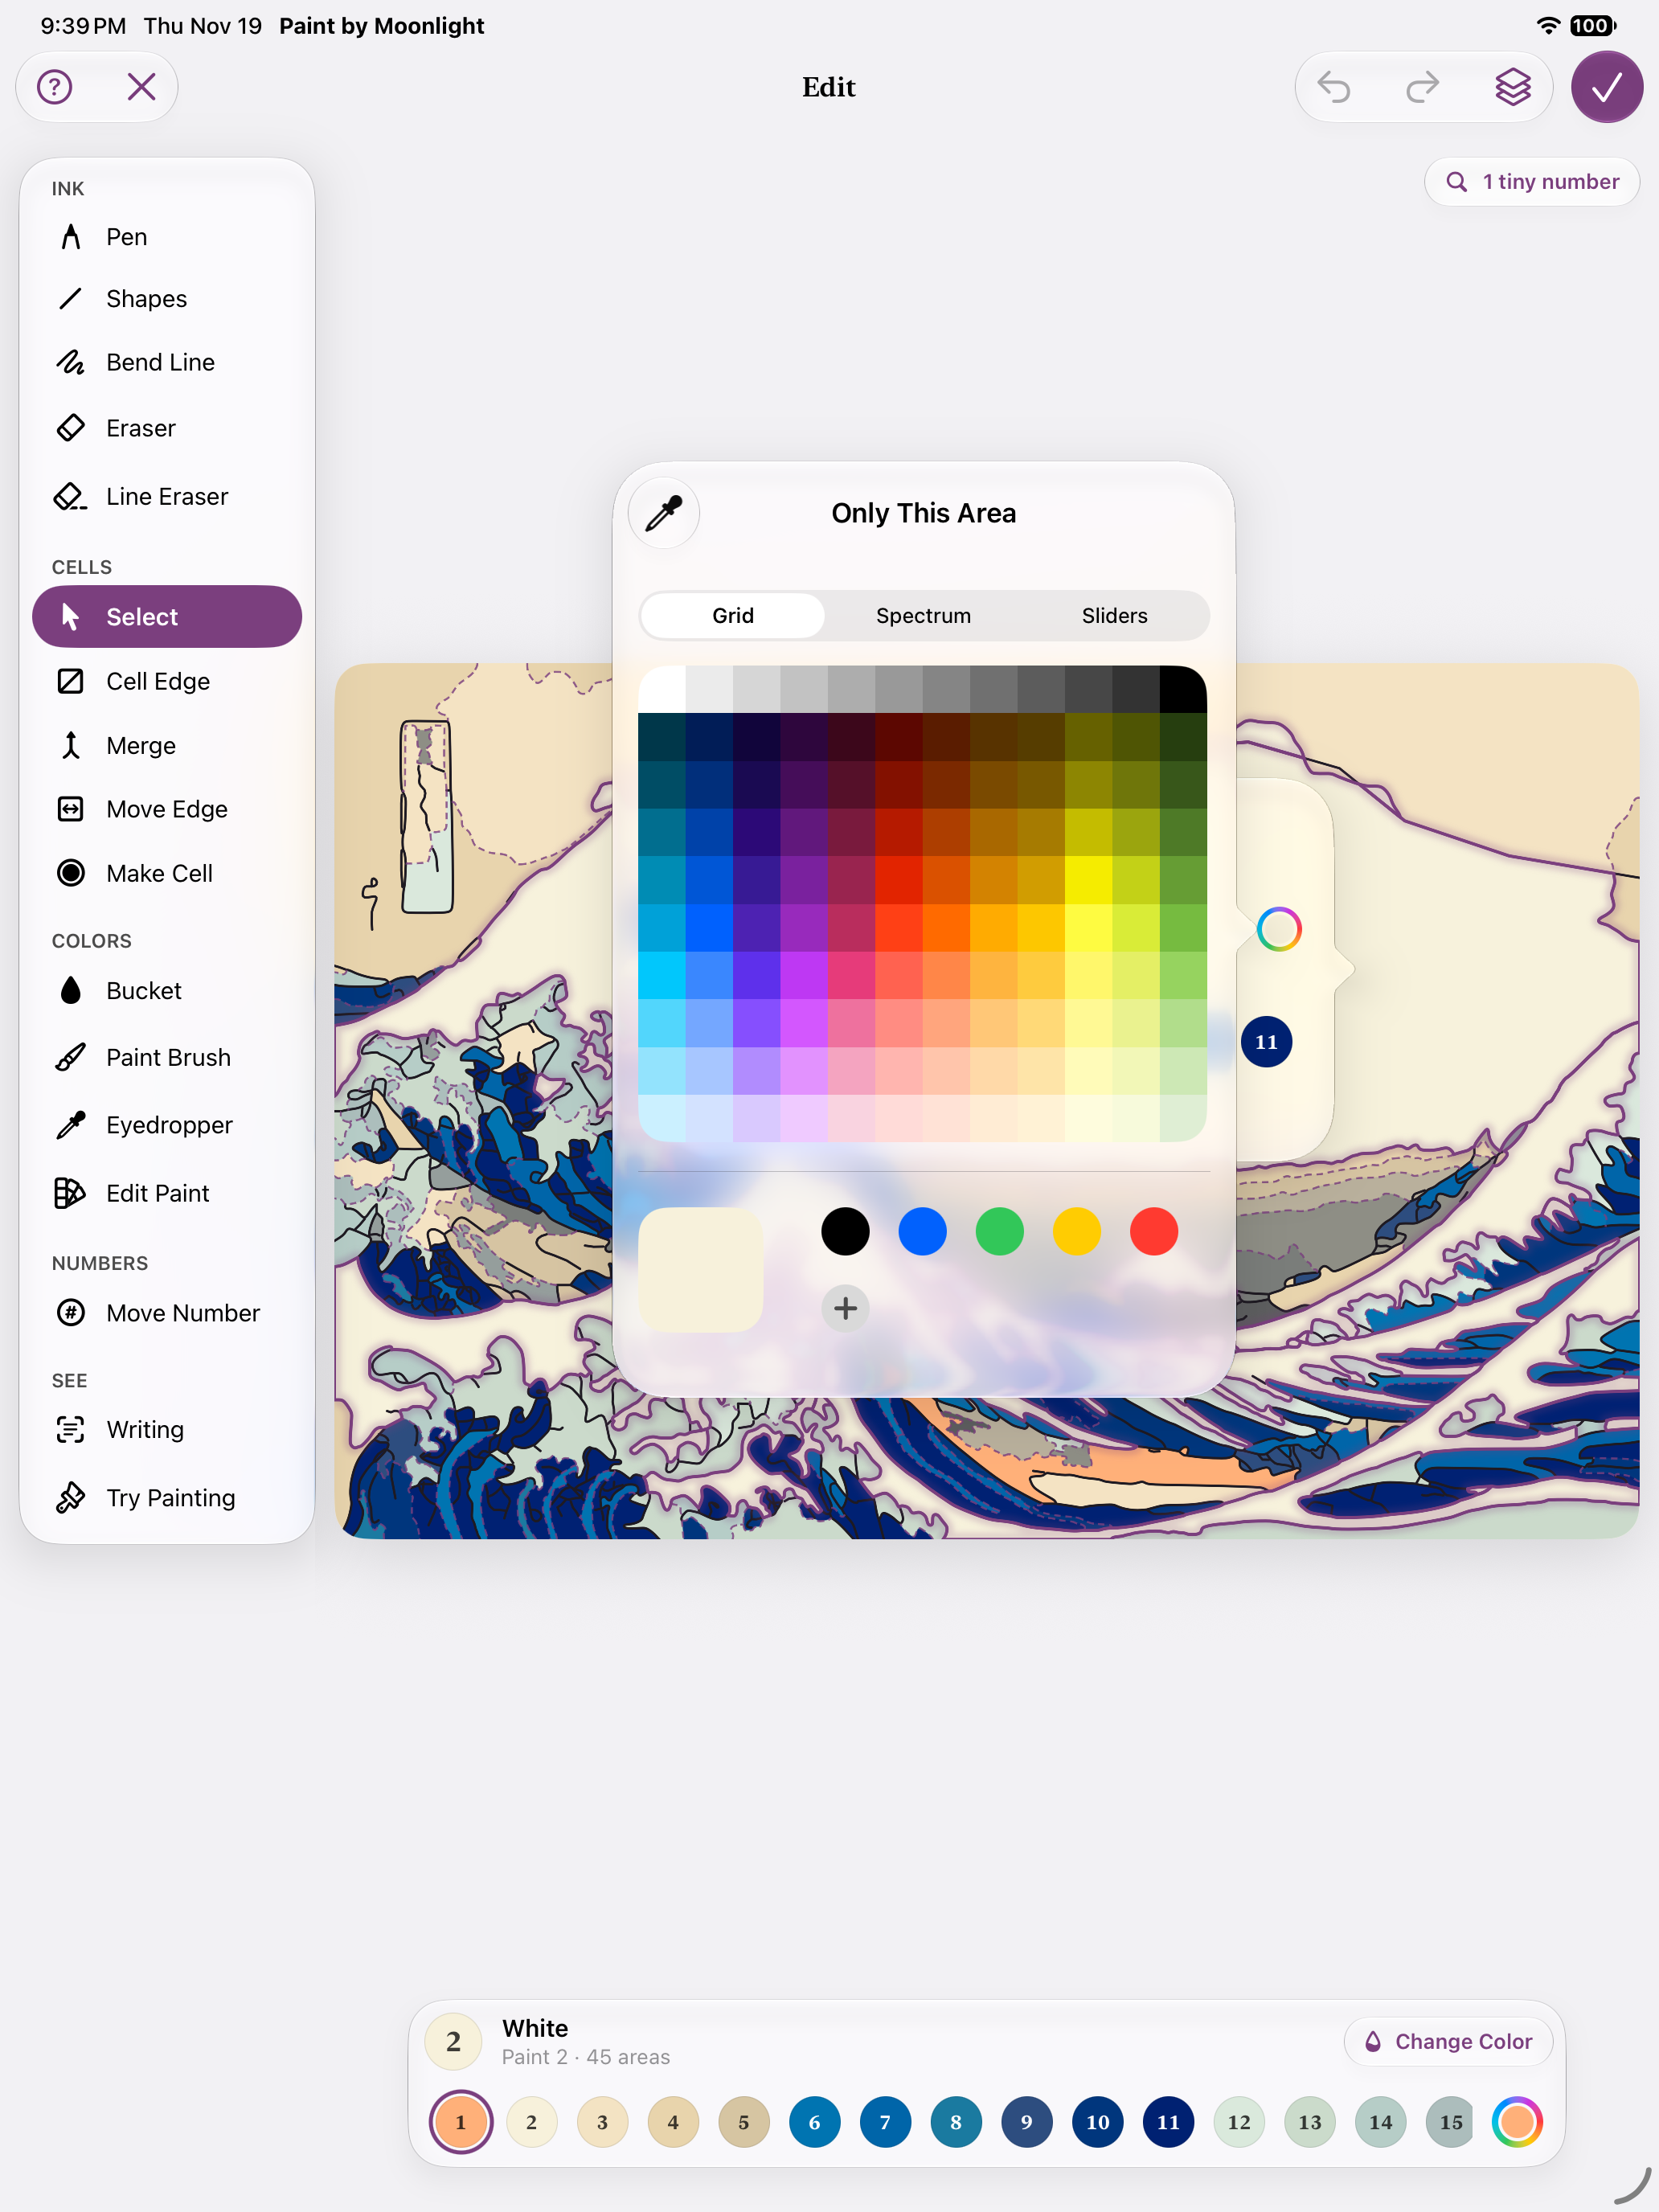 9:39 PM Thu Nov 19 Paint by Moonlight
100
Edit
1 tiny number
INK
Pen
Shapes
Bend Line
Eraser
Line Eraser
CELLS
Select
Cell Edge
Merge
Move Edge
Make Cell
COLORS
Bucket
Paint Brush
Eyedropper
Edit Paint
NUMBERS
# Move Number
SEE
Writing
Try Painting
Only This Area
Grid Spectrum Sliders
11
2 White
Paint 2 · 45 areas
Change Color
1 2 3 4 5 6 7 8 9 10 11 12 13 14 15